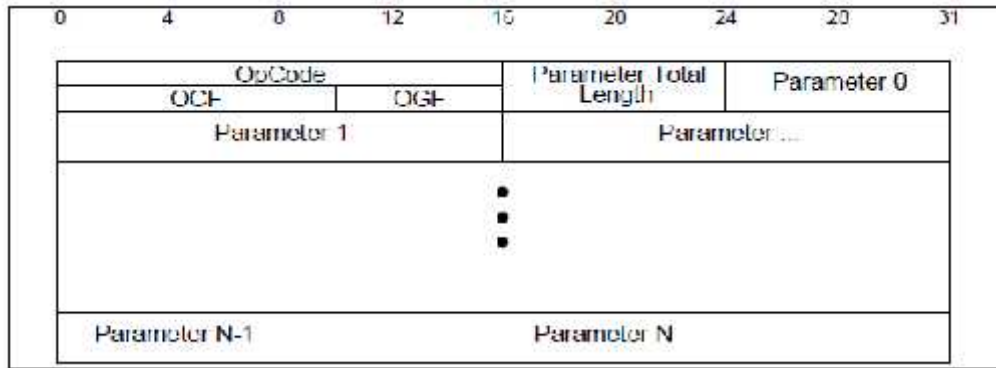 0 4 8 12 16 20 24 20 31
OpCode
OCF OGF
Parameter Total
Length
Parameter 0
Parameter 1 Parameter ...
Parameter N-1 Parameter N